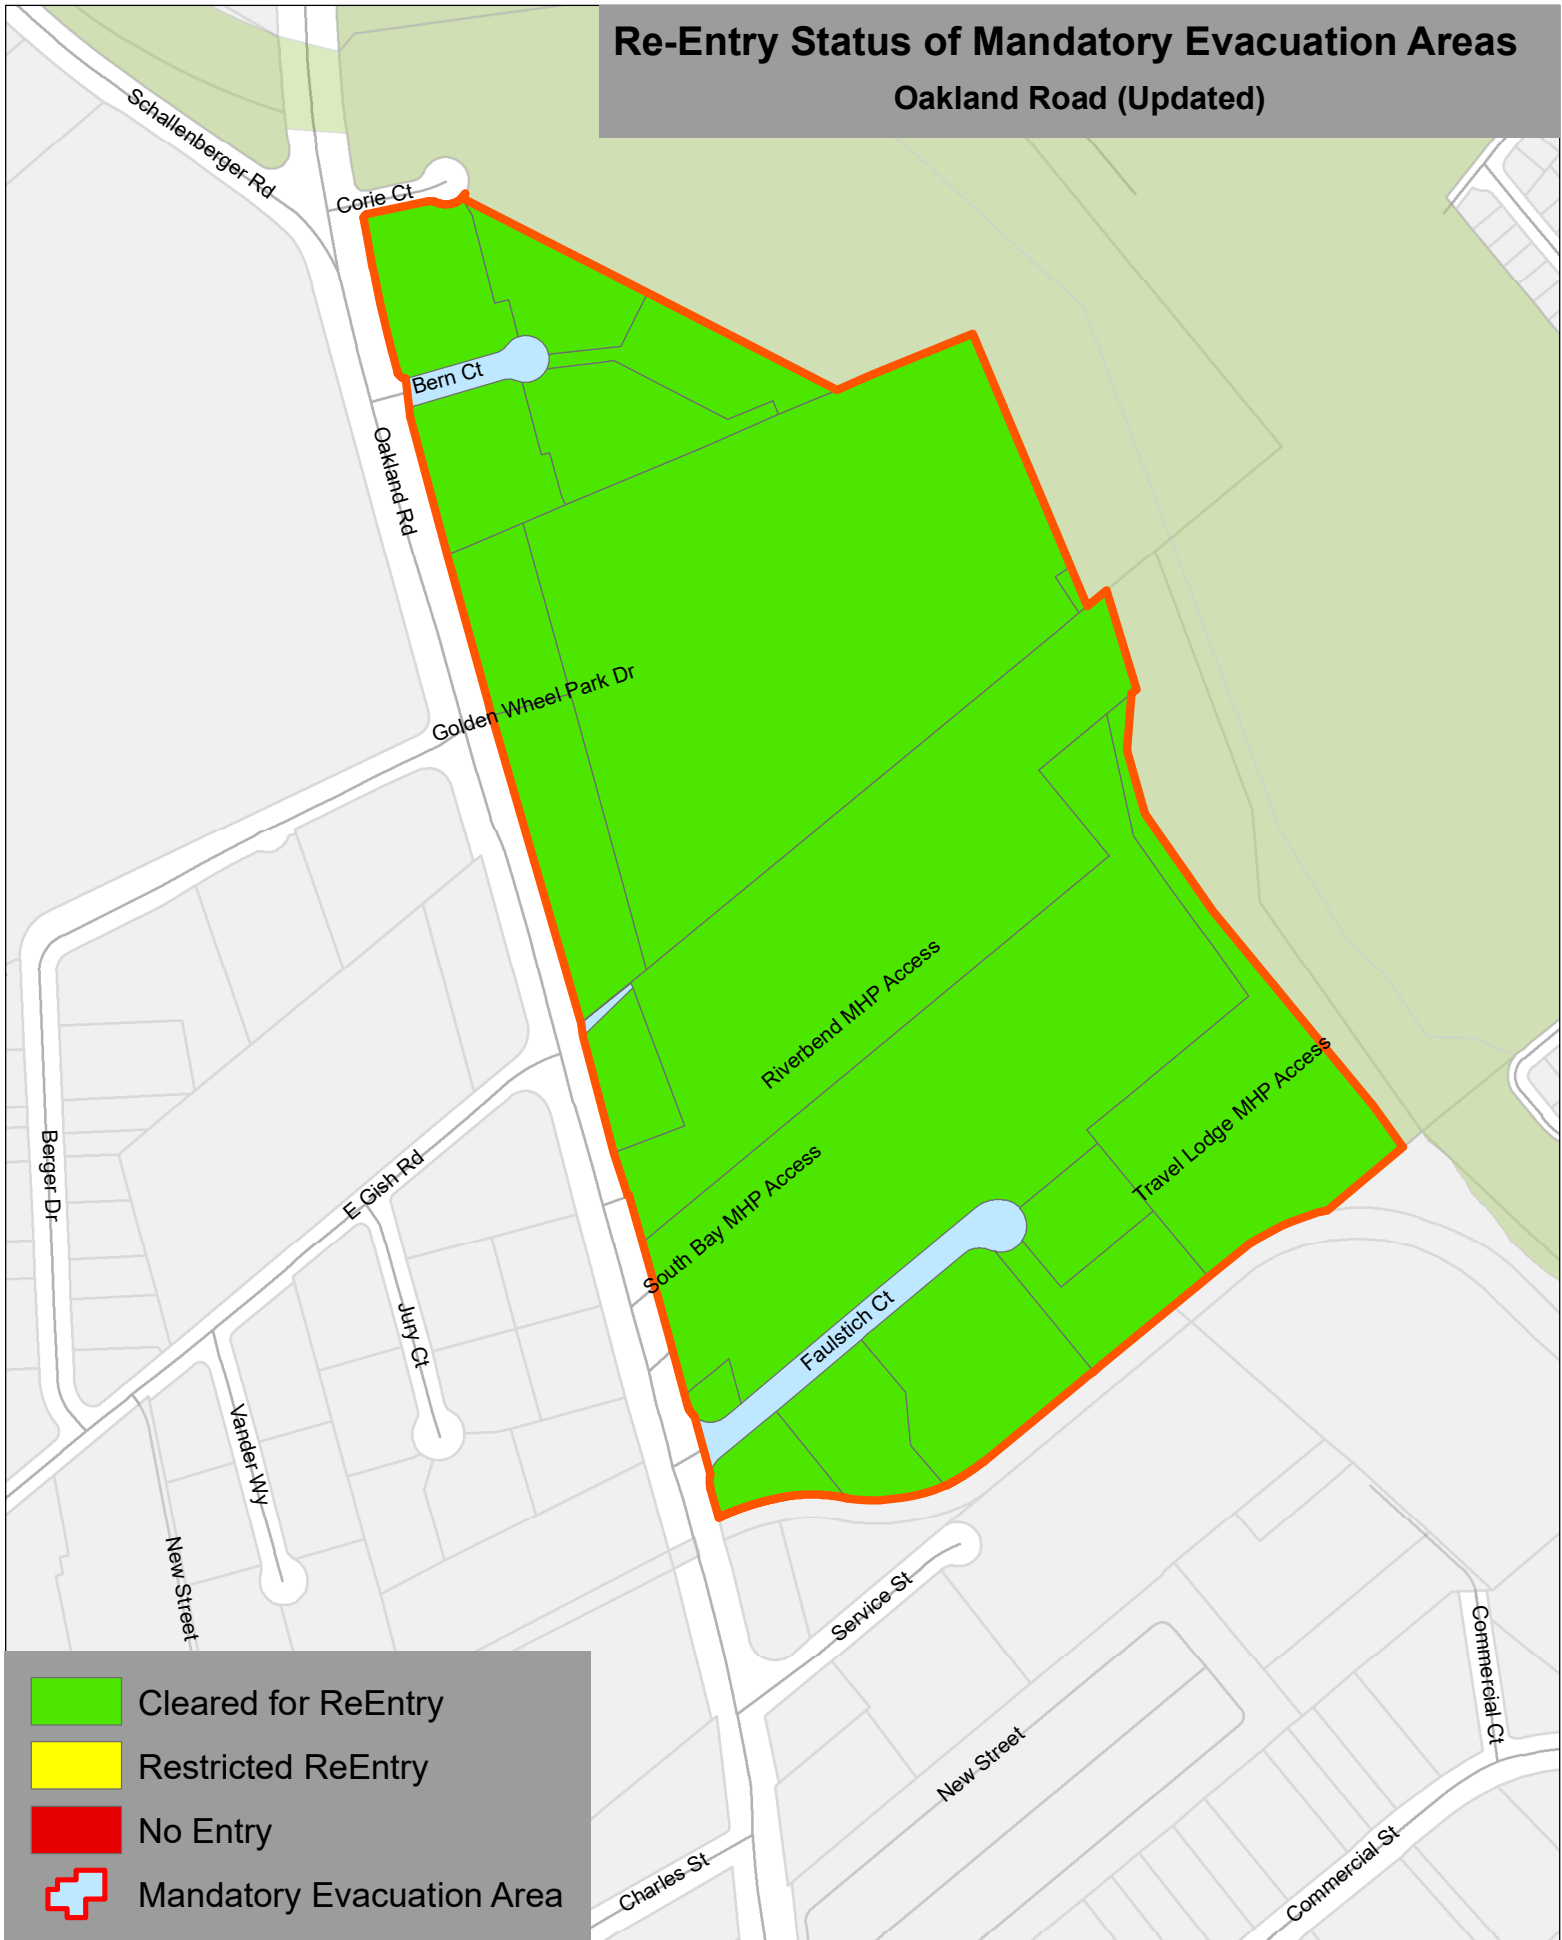 Re-Entry Status of Mandatory Evacuation Areas
Oakland Road (Updated)
Schallenberger Rd
Corie Ct
Bern Ct
Oakland Rd
Golden Wheel Park Dr
Riverbend MHP Access
Travel Lodge MHP Access
South Bay MHP Access
Faulstich Ct
Berger Dr
E Gish Rd
Jury Ct
Vander Wy
New Street
Service St
Commercial Ct
New Street
Charles St
Commercial St
Cleared for ReEntry
Restricted ReEntry
No Entry
Mandatory Evacuation Area